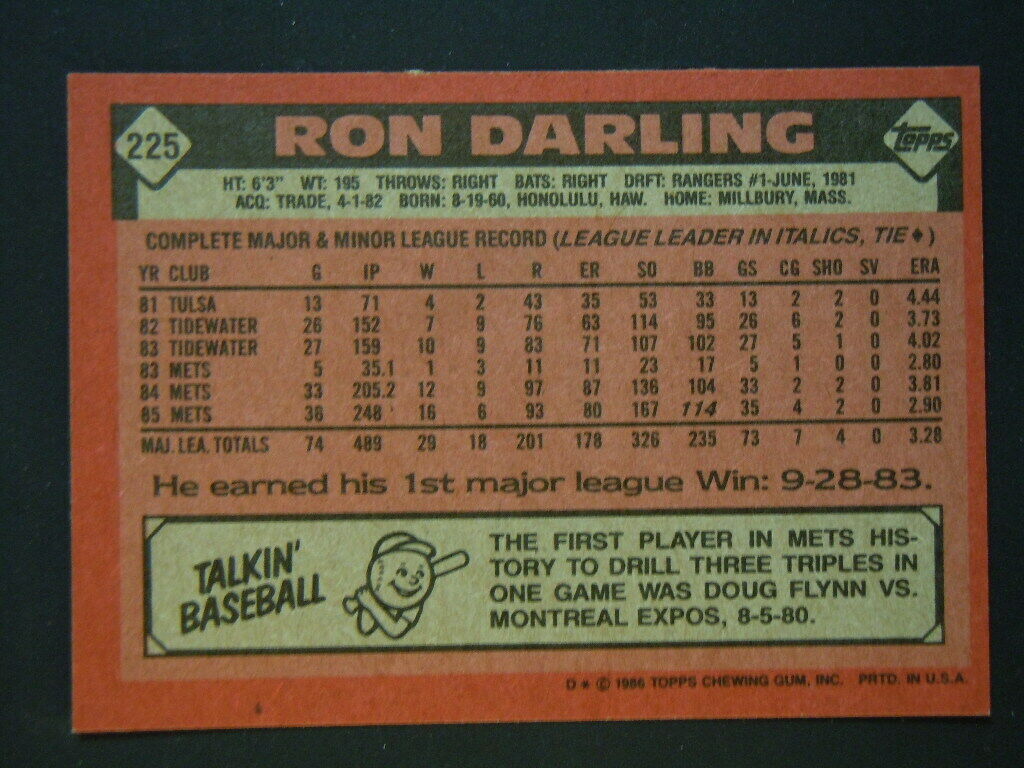 225 RON DARLING Topps
HT: 6'3" WT: 195 THROWS: RIGHT BATS: RIGHT DRFT: RANGERS #1-JUNE, 1981
ACQ: TRADE, 4-1-82 BORN: 8-19-60, HONOLULU, HAW. HOME: MILLBURY, MASS.
COMPLETE MAJOR & MINOR LEAGUE RECORD (LEAGUE LEADER IN ITALICS, TIE ♦)
YR CLUB G IP W L R ER SO BB GS CG SHO SV ERA
81 TULSA 13 71 4 2 43 35 53 33 13 2 2 0 4.44
82 TIDEWATER 26 152 7 9 76 63 114 95 26 6 2 0 3.73
83 TIDEWATER 27 159 10 9 83 71 107 102 27 5 1 0 4.02
83 METS 5 35.1 1 3 11 11 23 17 5 1 0 0 2.80
84 METS 33 205.2 12 9 97 87 136 104 33 2 2 0 3.81
85 METS 36 248 16 6 93 80 167 114 35 4 2 0 2.90
MAJ. LEA. TOTALS 74 489 29 18 201 178 326 235 73 7 4 0 3.28
He earned his 1st major league Win: 9-28-83.
TALKIN'
BASEBALL
THE FIRST PLAYER IN METS HIS-
TORY TO DRILL THREE TRIPLES IN
ONE GAME WAS DOUG FLYNN VS.
MONTREAL EXPOS, 8-5-80.
D * © 1986 TOPPS CHEWING GUM, INC. PRTD. IN U.S.A.